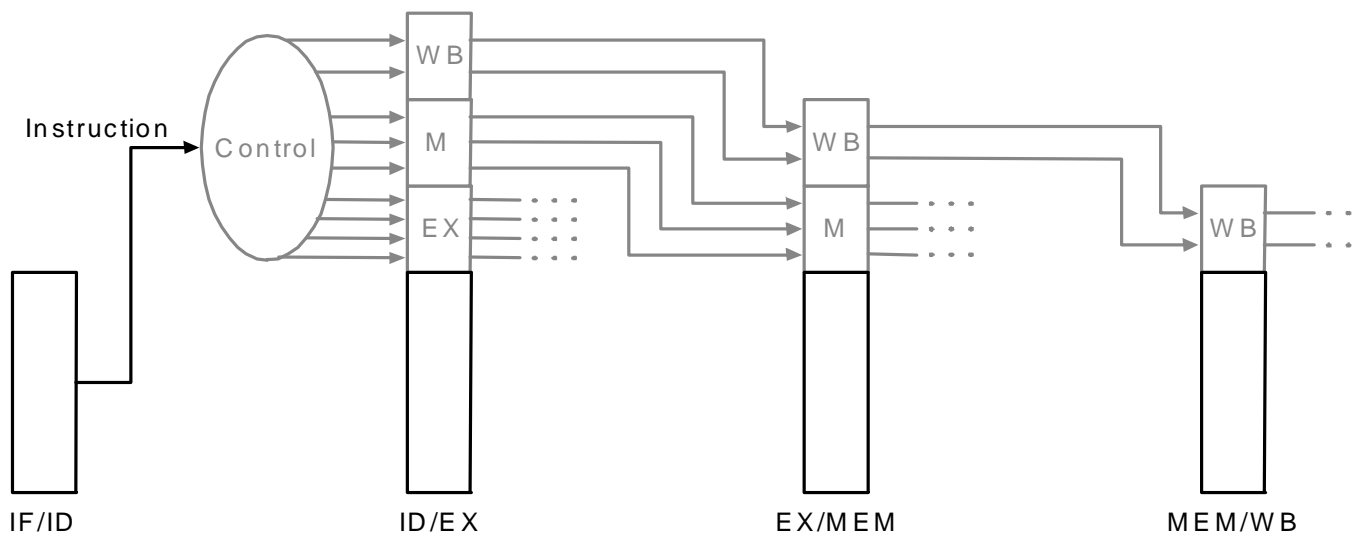 WB
Instruction
Control
M
WB
EX
M
WB
IF/ID
ID/EX
EX/MEM
MEM/WB